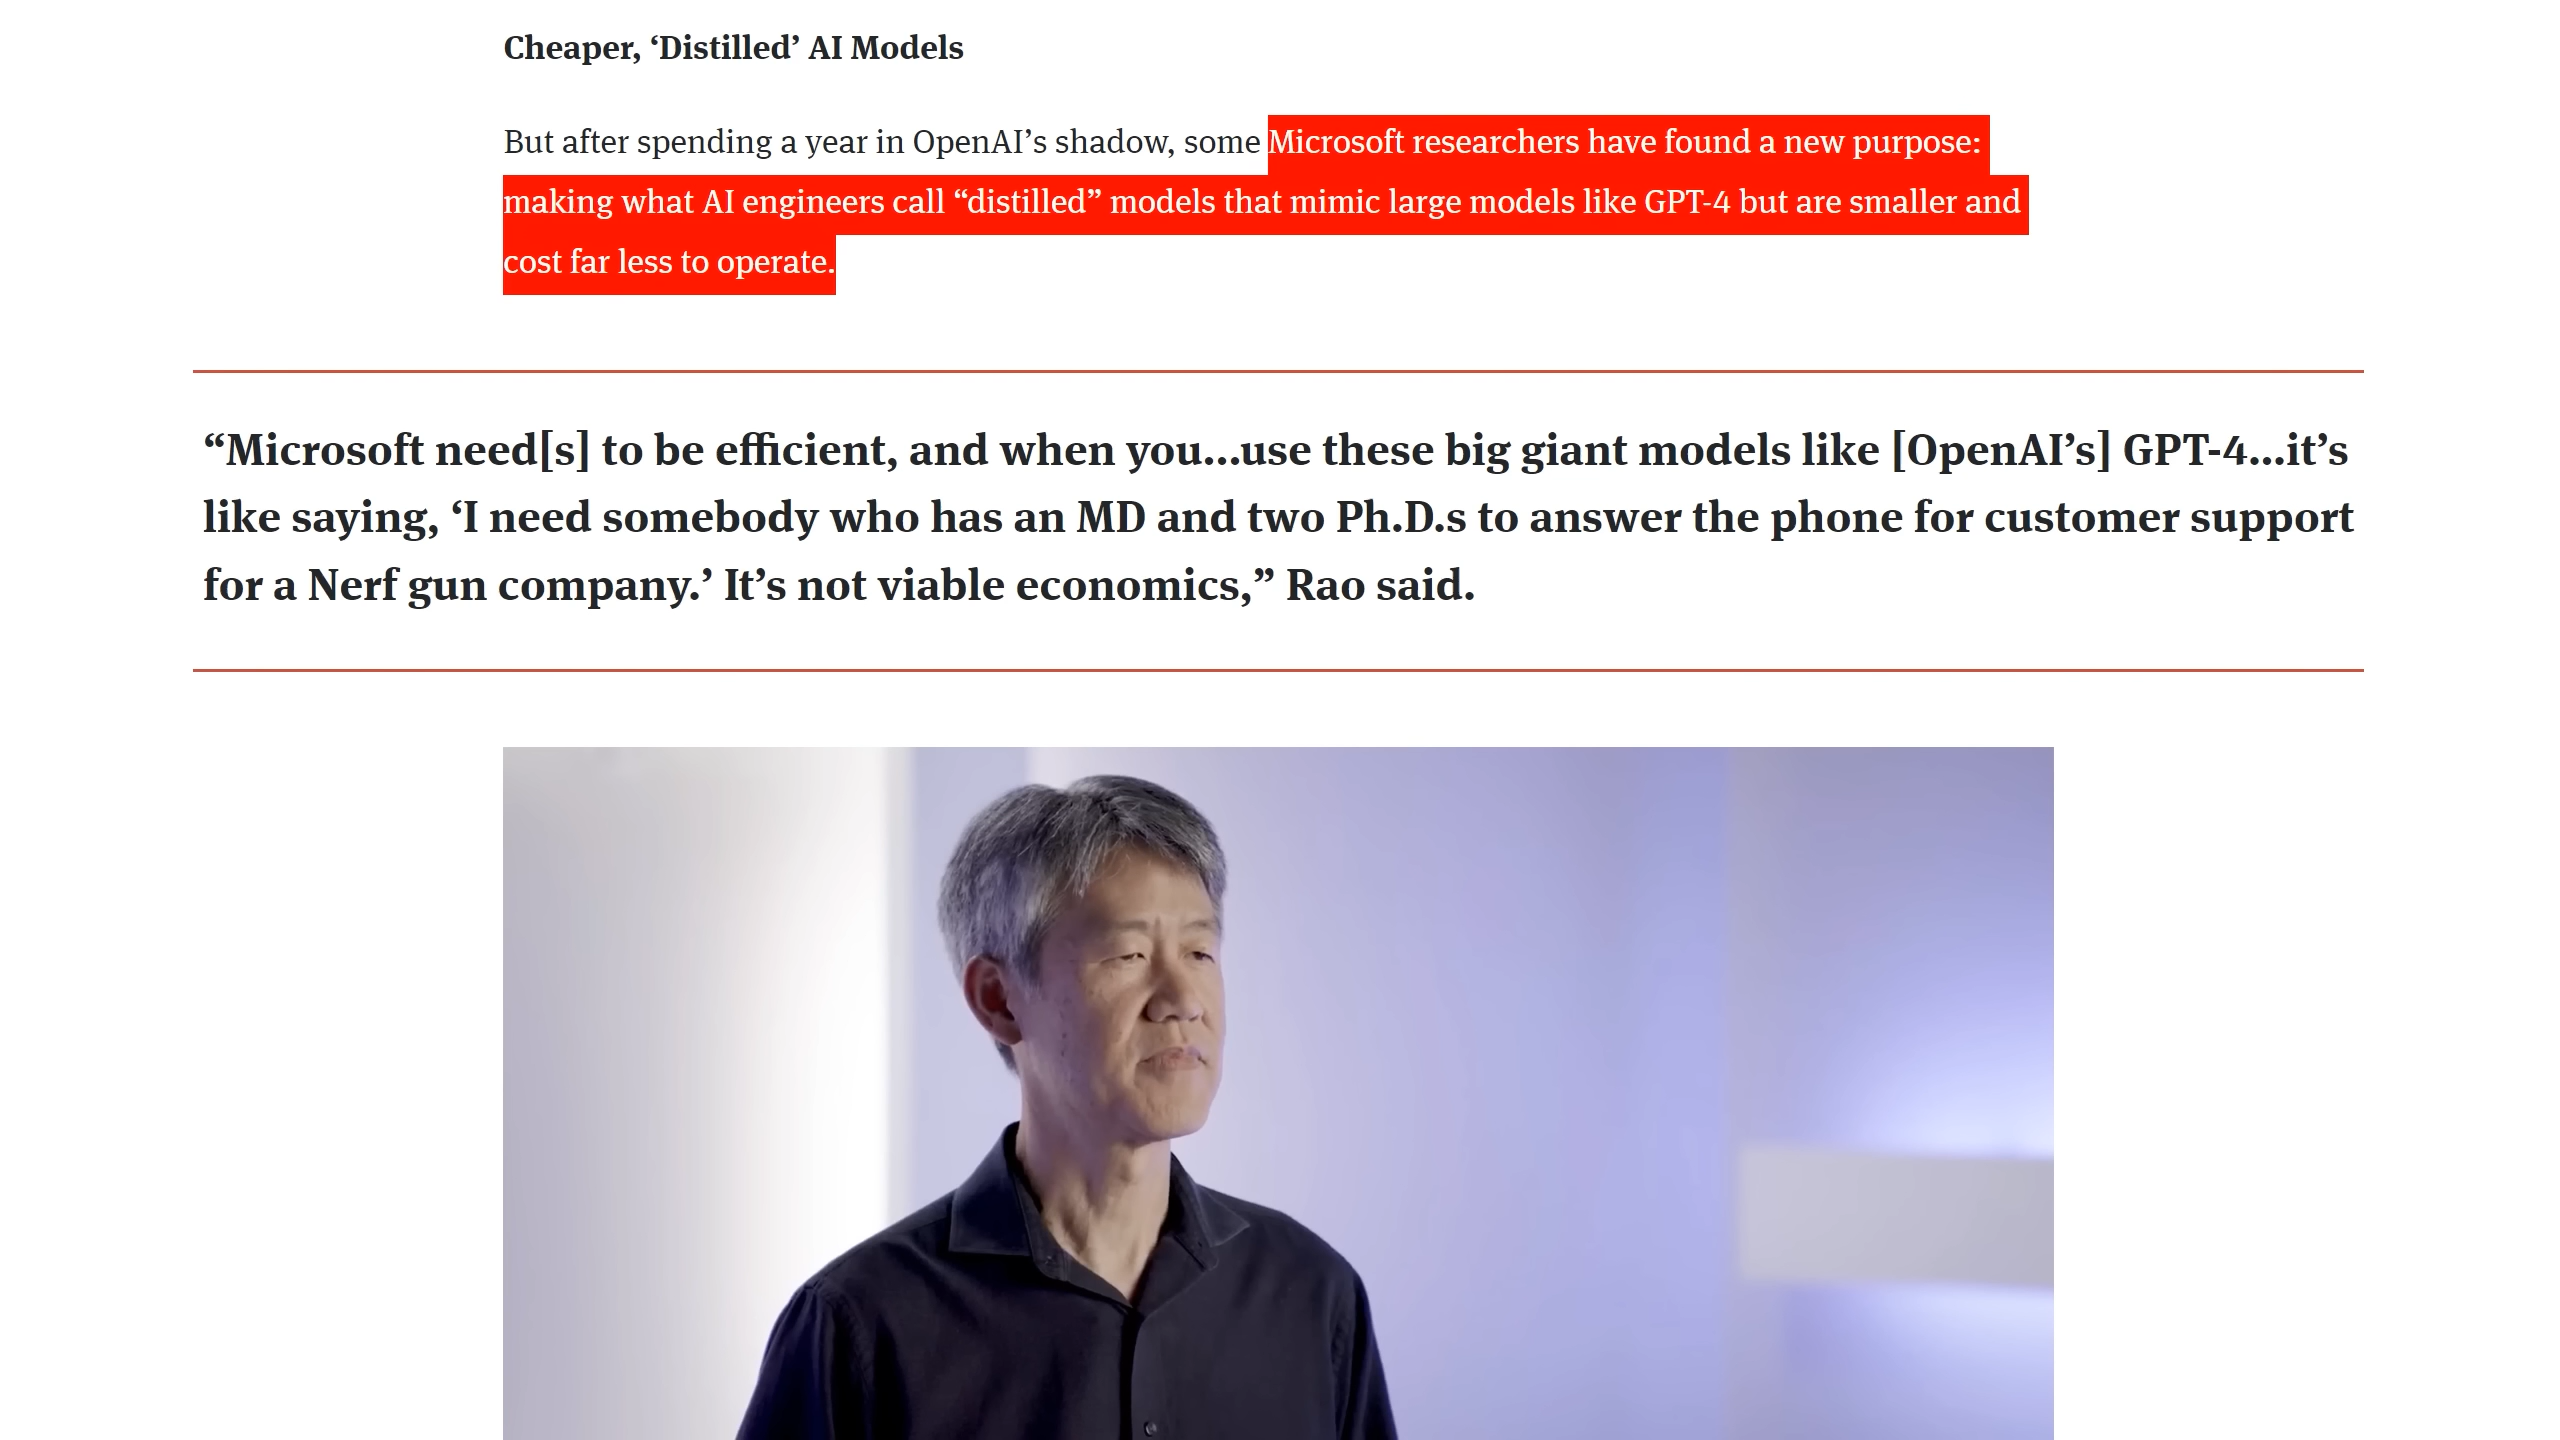 Cheaper, ‘Distilled’ AI Models
But after spending a year in OpenAI’s shadow, some Microsoft researchers have found a new purpose:
making what AI engineers call “distilled” models that mimic large models like GPT-4 but are smaller and
cost far less to operate.
“Microsoft need[s] to be efficient, and when you…use these big giant models like [OpenAI’s] GPT-4…it’s
like saying, ‘I need somebody who has an MD and two Ph.D.s to answer the phone for customer support
for a Nerf gun company.’ It’s not viable economics,” Rao said.